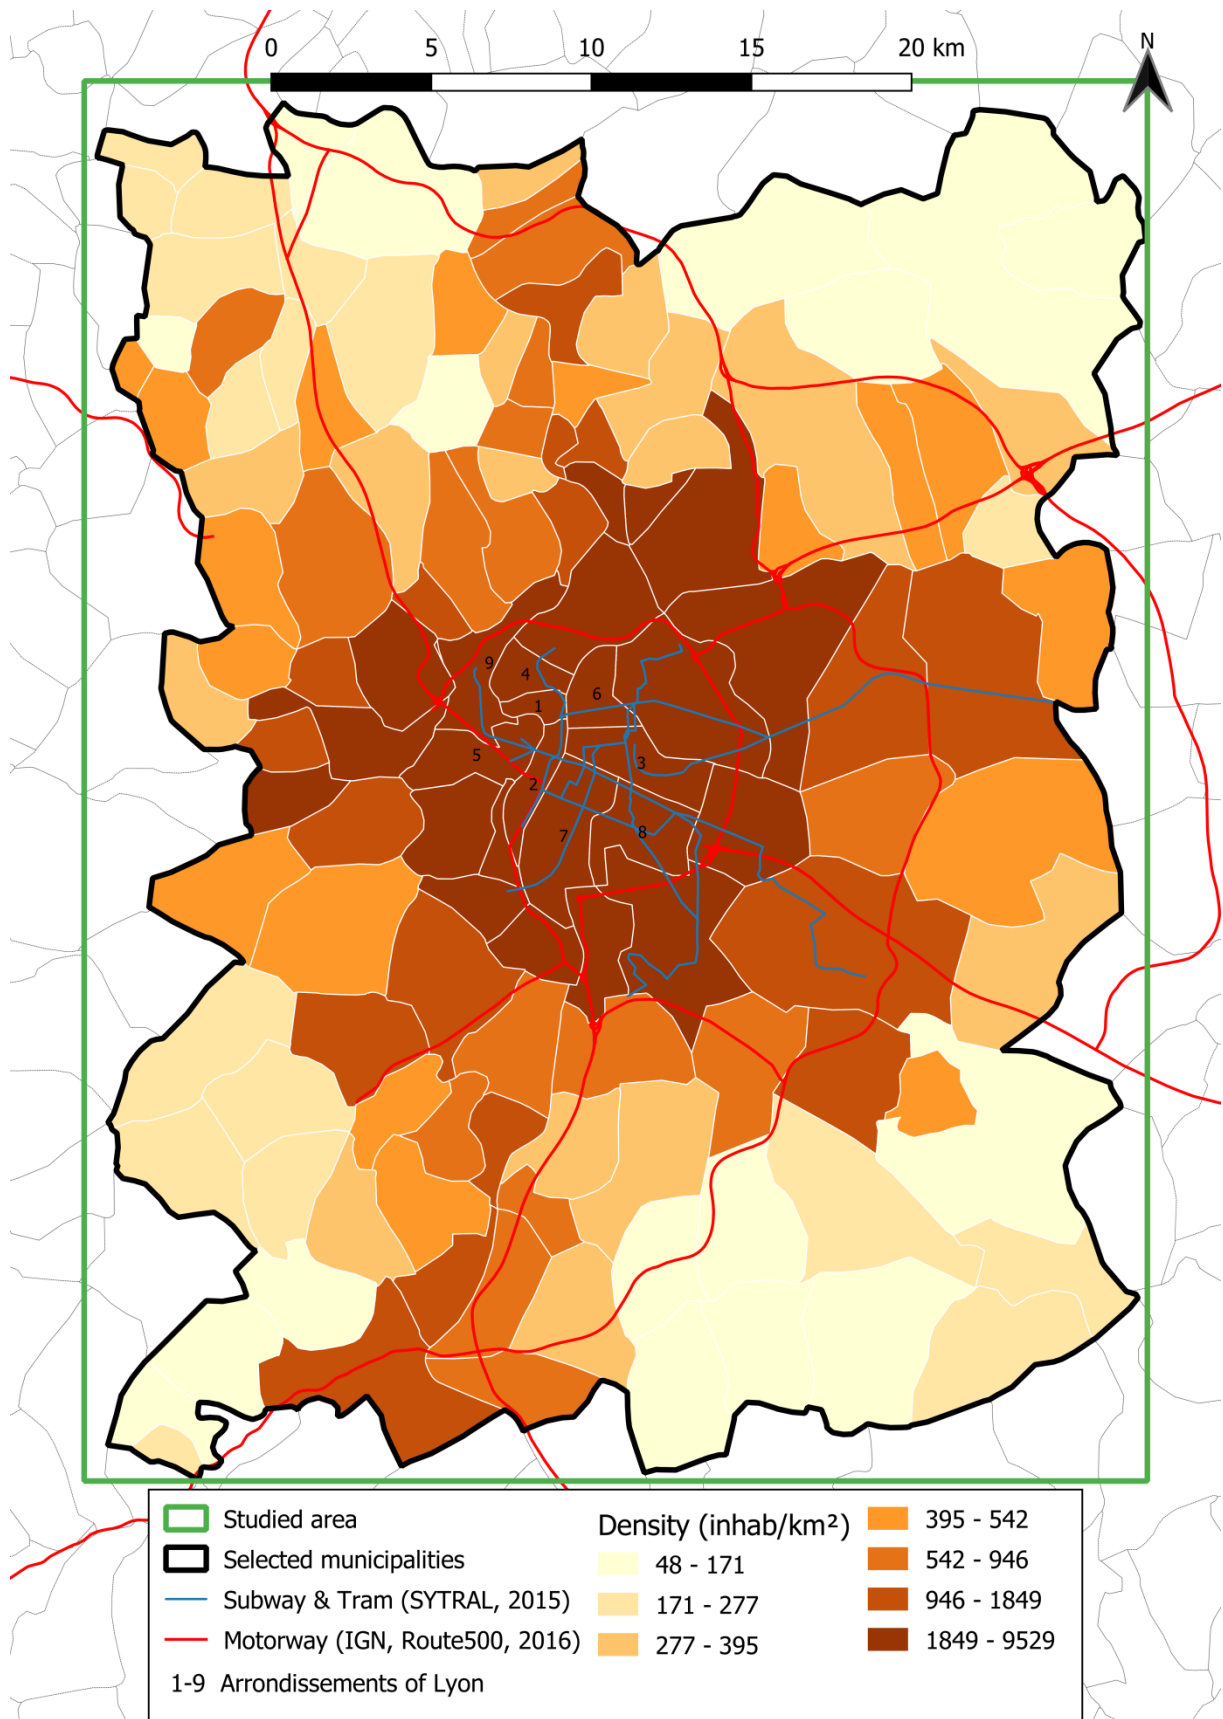 0 5 10 15 20 km
N
9
4
6
1
5
3
2
7
8
Studied area
Selected municipalities
Subway & Tram (SYTRAL, 2015)
Motorway (IGN, Route500, 2016)
1-9 Arrondissements of Lyon
Density (inhab/km²)
48 - 171
171 - 277
277 - 395
395 - 542
542 - 946
946 - 1849
1849 - 9529